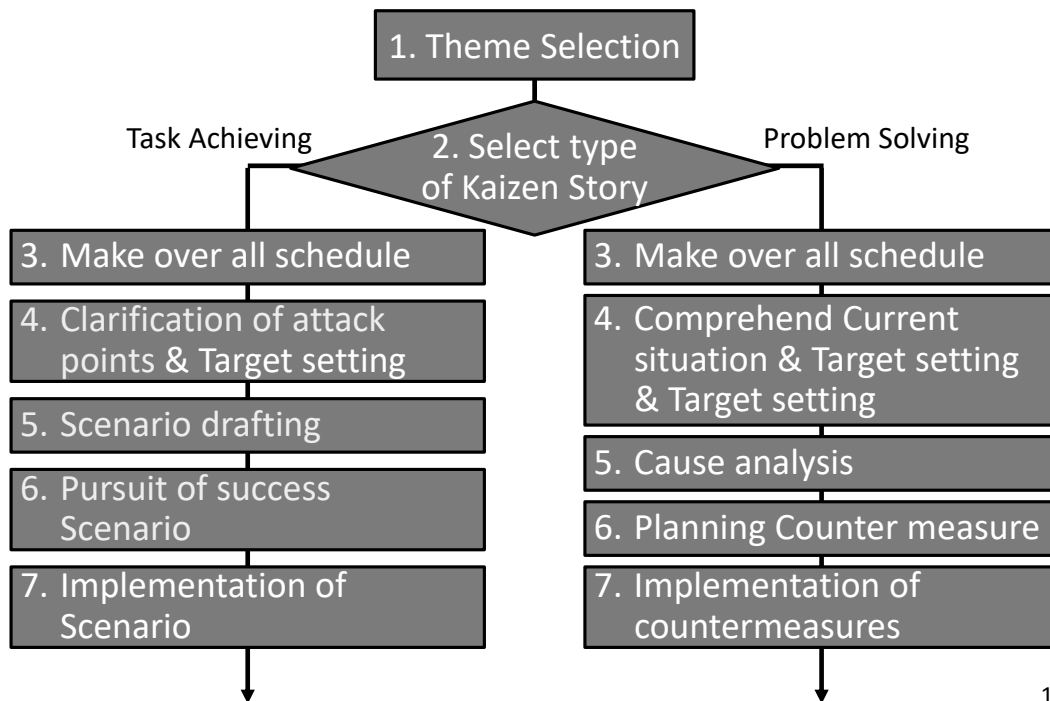 1. Theme Selection
Task Achieving
2. Select type
of Kaizen Story
Problem Solving
3. Make over all schedule
4. Clarification of attack
points & Target setting
5. Scenario drafting
6. Pursuit of success
Scenario
7. Implementation of
Scenario
3. Make over all schedule
4. Comprehend Current
situation & Target setting
& Target setting
5. Cause analysis
6. Planning Counter measure
7. Implementation of
countermeasures
1